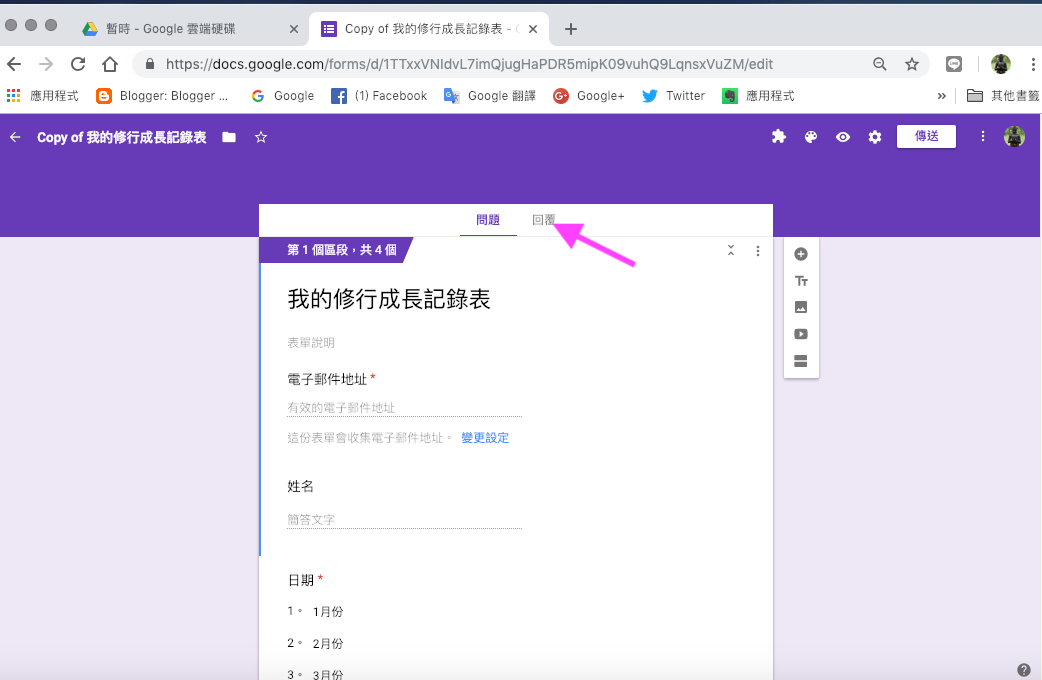 暫時 - Google 雲端硬碟
Copy of 我的修行成長記錄表 -
https://docs.google.com/forms/d/1TTxxVNIdvL7imQjugHaPDR5mipK09vuhQ9LqnsxVuZM/edit
應用程式 Blogger: Blogger ... Google (1) Facebook Google 翻譯 Google+ Twitter 應用程式 » 其他書籤
Copy of 我的修行成長記錄表 傳送
問題 回覆
第 1 個區段，共 4 個
我的修行成長記錄表
表單說明
電子郵件地址 *
有效的電子郵件地址
這份表單會收集電子郵件地址。 變更設定
姓名
簡答文字
日期 *
1。 1月份
2。 2月份
3。 3月份